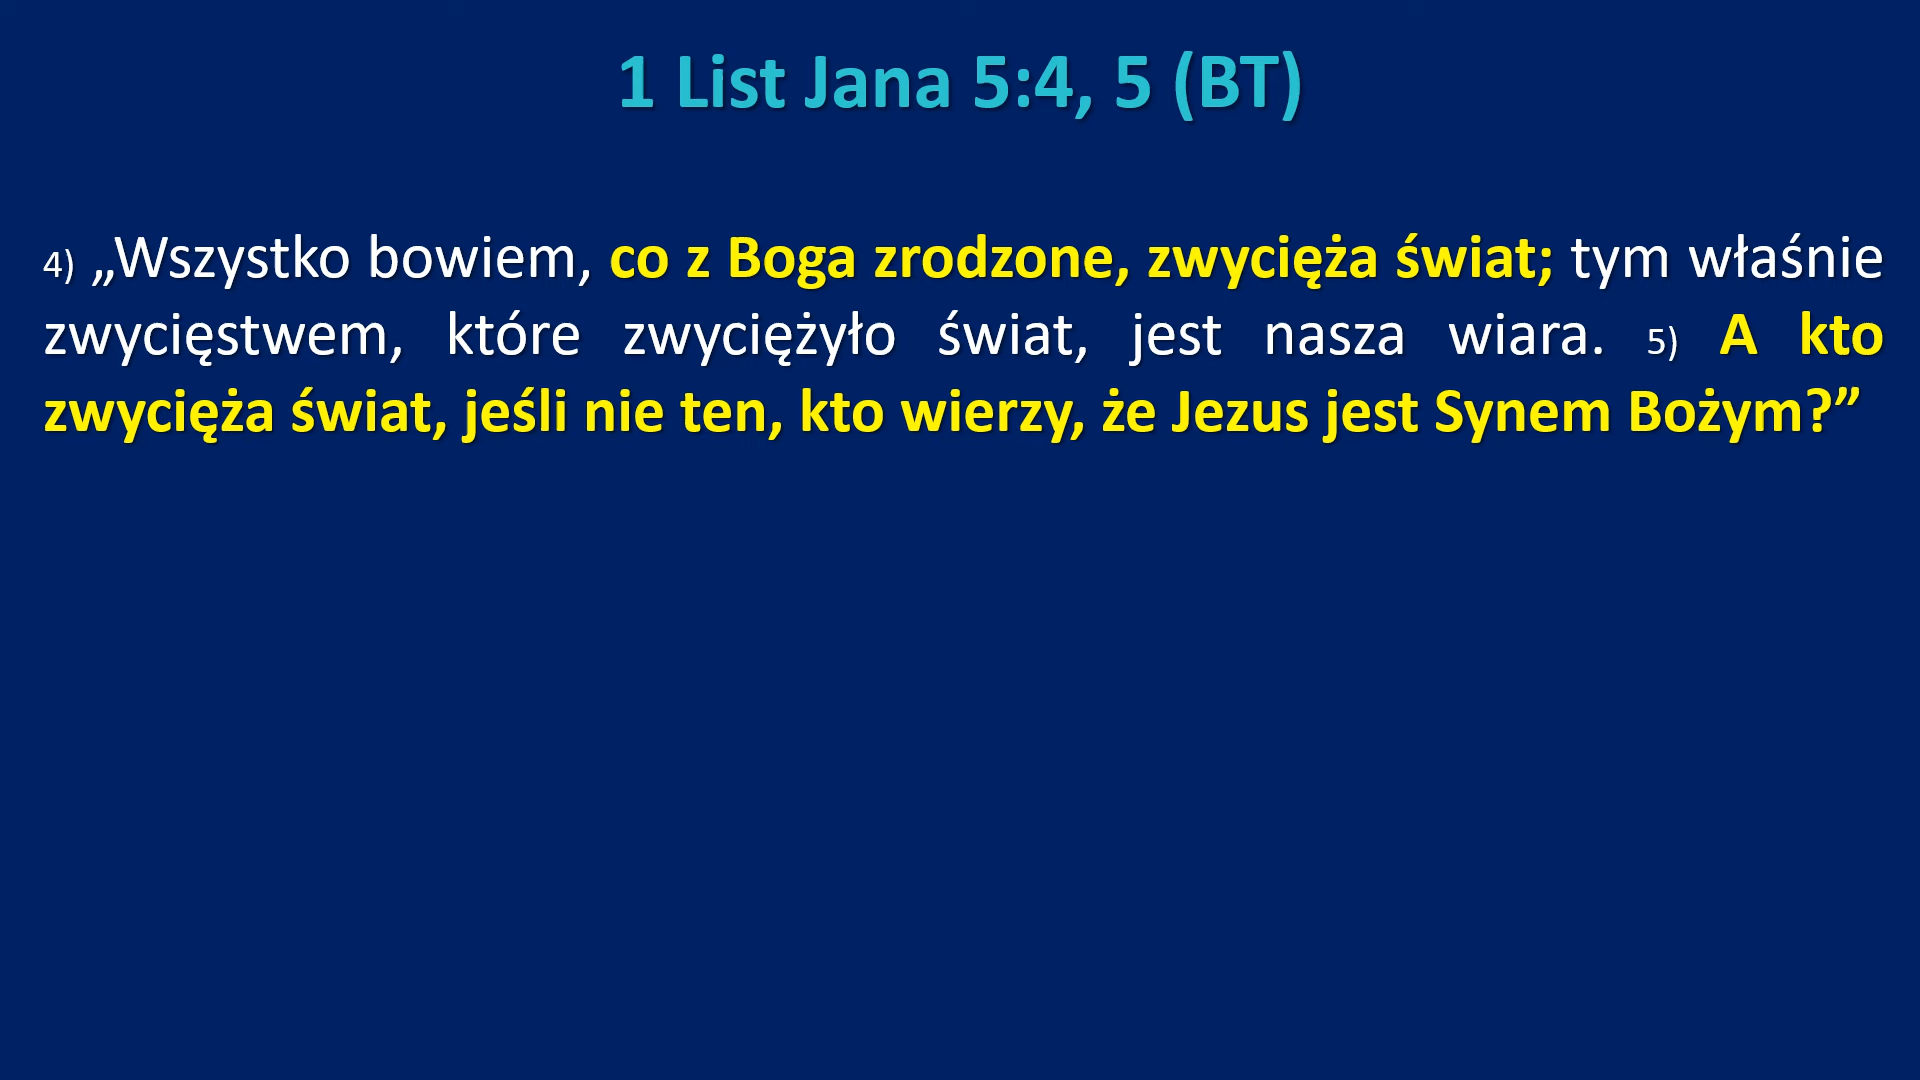 1 List Jana 5:4, 5 (BT)
4) „Wszystko bowiem, co z Boga zrodzone, zwycięża świat; tym właśnie
zwycięstwem, które zwyciężyło świat, jest nasza wiara. 5) A kto
zwycięża świat, jeśli nie ten, kto wierzy, że Jezus jest Synem Bożym?”